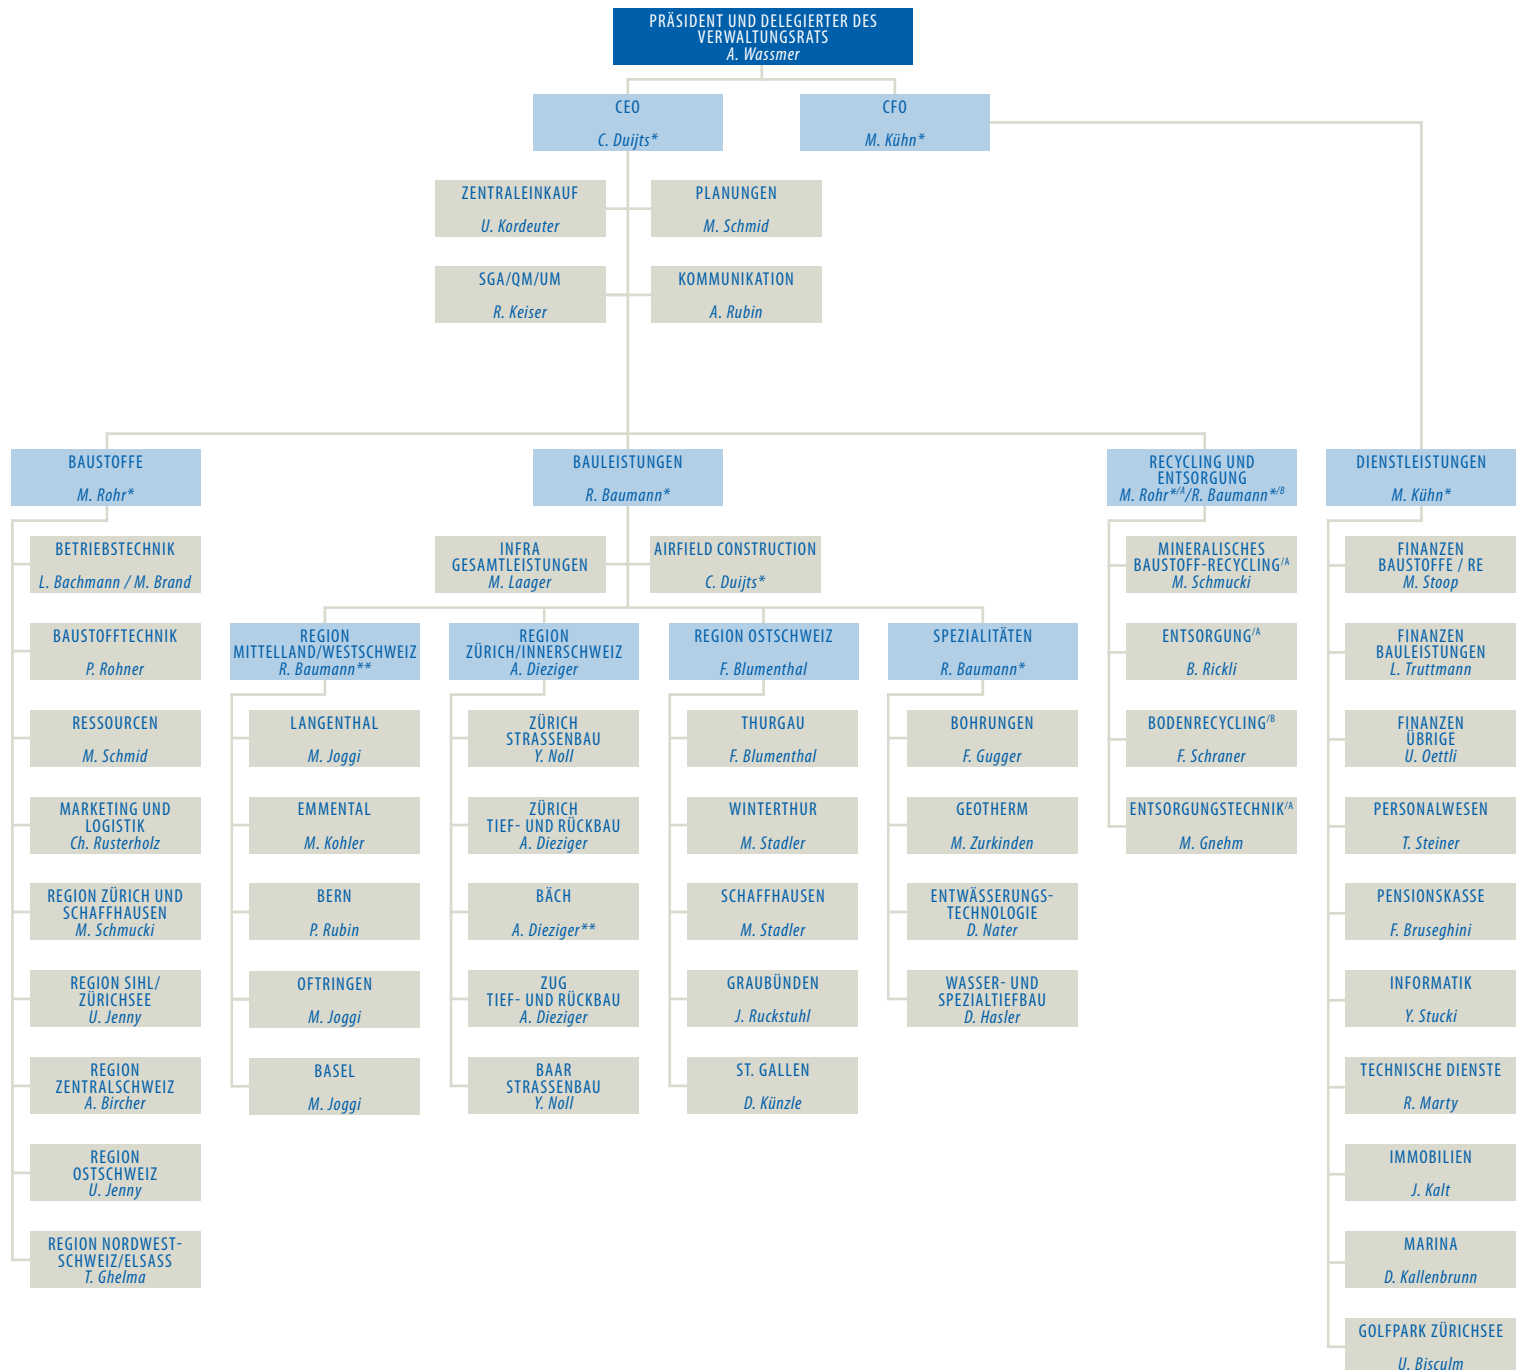 PRÄSIDENT UND DELEGIERTER DES
VERWALTUNGSRATS
A. Wassmer
CEO
C. Duijts*
CFO
M. Kühn*
ZENTRALEINKAUF
U. Kordeuter
PLANUNGEN
M. Schmid
SGA/QM/UM
R. Keiser
KOMMUNIKATION
A. Rubin
BAUSTOFFE
M. Rohr*
BETRIEBSTECHNIK
L. Bachmann / M. Brand
BAUSTOFFTECHNIK
P. Rohner
RESSOURCEN
M. Schmid
MARKETING UND
LOGISTIK
Ch. Rusterholz
REGION ZÜRICH UND
SCHAFFHAUSEN
M. Schmucki
REGION SIHL/
ZÜRICHSEE
U. Jenny
REGION
ZENTRALSCHWEIZ
A. Bircher
REGION
OSTSCHWEIZ
U. Jenny
REGION NORDWEST-
SCHWEIZ/ELSASS
T. Ghelma
BAULEISTUNGEN
R. Baumann*
INFRA
GESAMTLEISTUNGEN
M. Laager
AIRFIELD CONSTRUCTION
C. Duijts*
REGION
MITTELLAND/WESTSCHWEIZ
R. Baumann**
LANGENTHAL
M. Joggi
EMMENTAL
M. Kohler
BERN
P. Rubin
OFTRINGEN
M. Joggi
BASEL
M. Joggi
REGION
ZÜRICH/INNERSCHWEIZ
A. Dieziger
ZÜRICH
STRASSENBAU
Y. Noll
ZÜRICH
TIEF- UND RÜCKBAU
A. Dieziger
BÄCH
A. Dieziger**
ZUG
TIEF- UND RÜCKBAU
A. Dieziger
BAAR
STRASSENBAU
Y. Noll
REGION OSTSCHWEIZ
F. Blumenthal
THURGAU
F. Blumenthal
WINTERTHUR
M. Stadler
SCHAFFHAUSEN
M. Stadler
GRAUBÜNDEN
J. Ruckstuhl
ST. GALLEN
D. Künzle
SPEZIALITÄTEN
R. Baumann*
BOHRUNGEN
F. Gugger
GEOTHERM
M. Zurkinden
ENTWÄSSERUNGS-
TECHNOLOGIE
D. Nater
WASSER- UND
SPEZIALTIEFBAU
D. Hasler
RECYCLING UND
ENTSORGUNG
M. Rohr*/A/R. Baumann*/B
MINERALISCHES
BAUSTOFF-RECYCLING/A
M. Schmucki
ENTSORGUNG/A
B. Rickli
BODENRECYCLING/B
F. Schraner
ENTSORGUNGSTECHNIK/A
M. Gnehm
DIENSTLEISTUNGEN
M. Kühn*
FINANZEN
BAUSTOFFE / RE
M. Stoop
FINANZEN
BAULEISTUNGEN
L. Truttmann
FINANZEN
ÜBRIGE
U. Oettli
PERSONALWESEN
T. Steiner
PENSIONSKASSE
F. Bruseghini
INFORMATIK
Y. Stucki
TECHNISCHE DIENSTE
R. Marty
IMMOBILIEN
J. Kalt
MARINA
D. Kallenbrunn
GOLFPARK ZÜRICHSEE
U. Bisculm